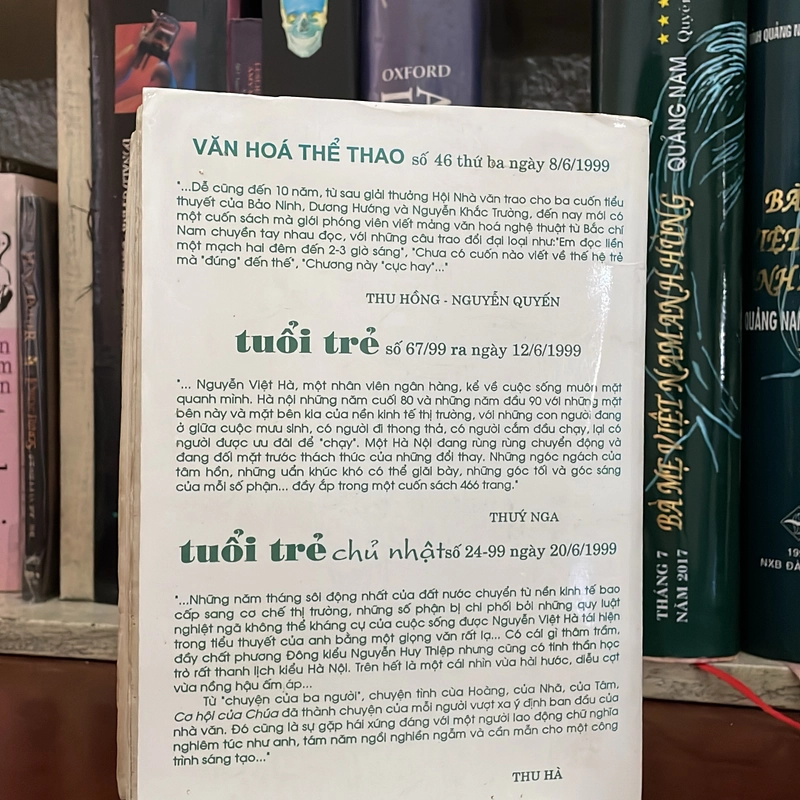 OXFORD
VĂN HOÁ THỂ THAO số 46 thứ ba ngày 8/6/1999
"...Dễ cũng đến 10 năm, từ sau giải thưởng Hội Nhà văn trao cho ba cuốn tiểu
thuyết của Bảo Ninh, Dương Hướng và Nguyễn Khắc Trường, đến nay mới có
một cuốn sách mà giới phóng viên viết mảng văn hoá nghệ thuật từ Bắc chí
Nam chuyển tay nhau đọc, với những câu trao đổi đại loại như:"Em đọc liền
một mạch hai đêm đến 2-3 giờ sáng", "Chưa có cuốn nào viết về thế hệ trẻ
mà "đúng" đến thế", "Chương này "cục hay"..."
THU HỒNG - NGUYỄN QUYẾN
tuổi trẻ số 67/99 ra ngày 12/6/1999
"... Nguyễn Việt Hà, một nhân viên ngân hàng, kể về cuộc sống muôn mặt
quanh mình. Hà nội những năm cuối 80 và những năm đầu 90 với những mặt
bên này và mặt bên kia của nền kinh tế thị trường, với những con người đang
ở giữa cuộc mưu sinh, có người đi thong thả, có người cắm đầu chạy, lại có
người được ưu đãi để "chạy". Một Hà Nội đang rùng rùng chuyển động và
đang đối mặt trước thách thức của những đổi thay. Những ngóc ngách của
tâm hồn, những uẩn khúc khó có thể giãi bày, những góc tối và góc sáng
của mỗi số phận... đầy ắp trong một cuốn sách 466 trang."
THUÝ NGA
tuổi trẻ chủ nhật số 24-99 ngày 20/6/1999
"...Những năm tháng sôi động nhất của đất nước chuyển từ nền kinh tế bao
cấp sang cơ chế thị trường, những số phận bị chi phối bởi những quy luật
nghiệt ngã không thể kháng cự của cuộc sống được Nguyễn Việt Hà tái hiện
trong tiểu thuyết của anh bằng một giọng văn rất lạ... Có cái gì thâm trầm,
đầy chất phương Đông kiểu Nguyễn Huy Thiệp nhưng cũng có tính thần học
trò rất thanh lịch kiểu Hà Nội. Trên hết là một cái nhìn vừa hài hước, diễu cợt
vừa nồng hậu ấm áp...
Từ "chuyện của ba người", chuyện tình của Hoàng, của Nhã, của Tâm,
Cơ hội của Chúa đã thành chuyện của mỗi người vượt xa ý định ban đầu của
nhà văn. Đó cũng là sự gặp hái xứng đáng với một người lao động chữ nghĩa
nghiêm túc như anh, tám năm ngồi nghiền ngẫm và cần mẫn cho một công
trình sáng tạo..."
THU HÀ
BÀ MẸ VIỆT NAM ANH HÙNG
QUẢNG NAM
Quyển
THÁNG 7
NĂM 2017
QUẢNG NAM
NXB